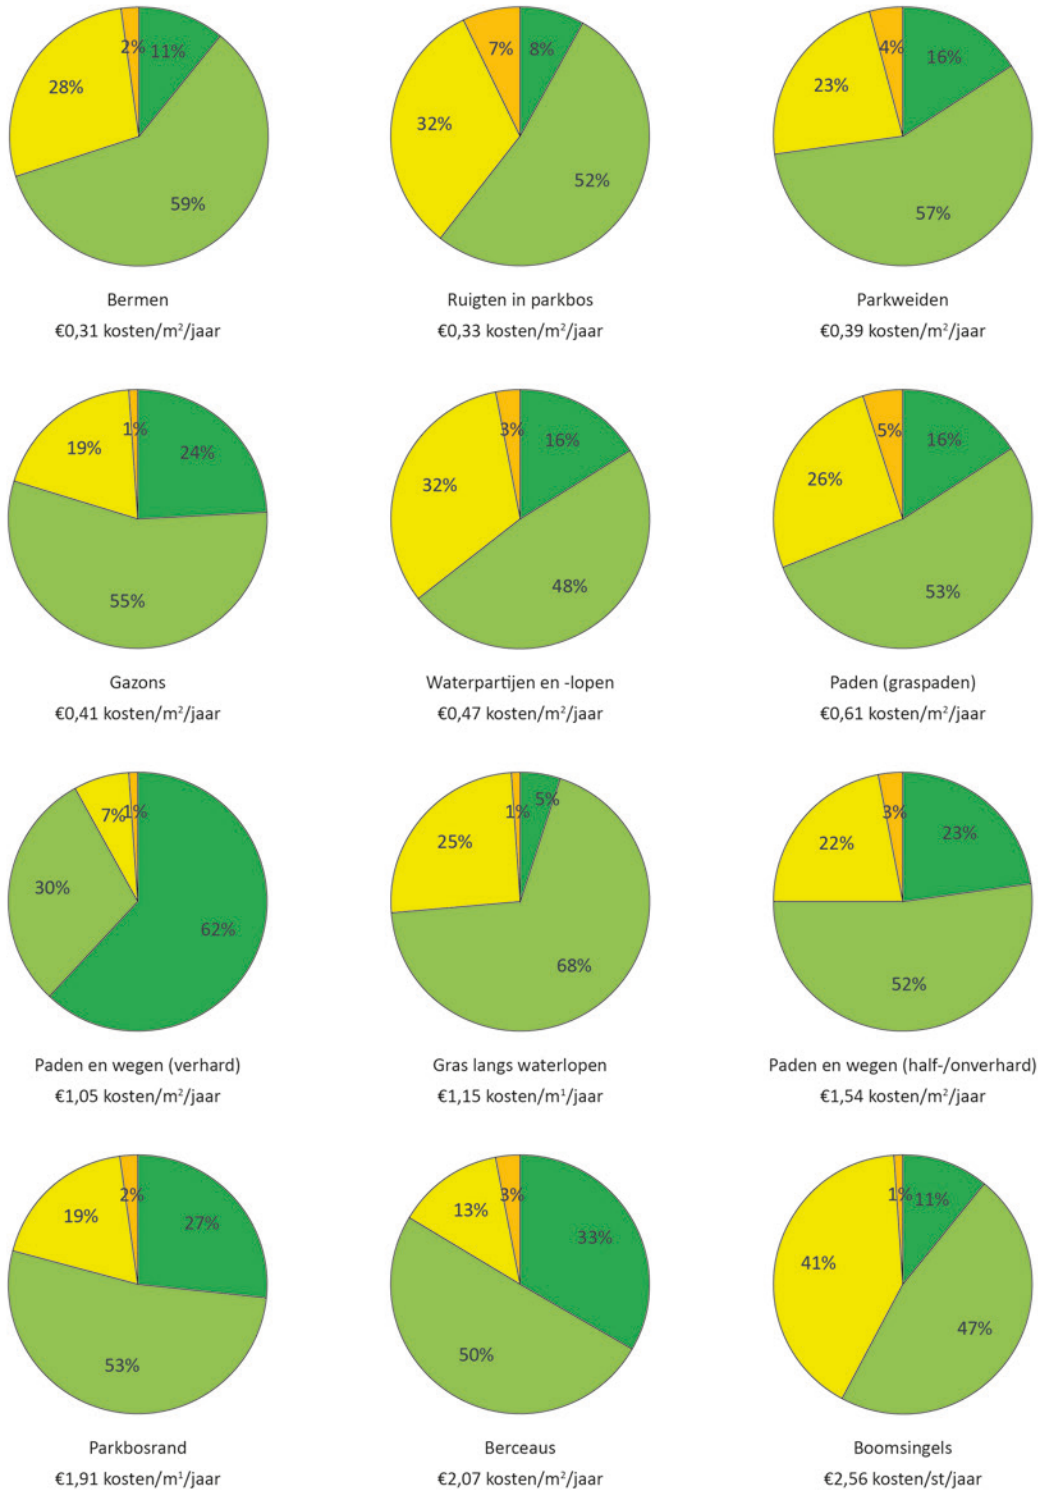 2%
11%
28%
59%
Bermen
€0,31 kosten/m²/jaar
7%
8%
32%
52%
Ruigten in parkbos
€0,33 kosten/m²/jaar
4%
16%
23%
57%
Parkweiden
€0,39 kosten/m²/jaar
1%
24%
19%
55%
Gazons
€0,41 kosten/m²/jaar
3%
16%
32%
48%
Waterpartijen en -lopen
€0,47 kosten/m²/jaar
5%
16%
26%
53%
Paden (graspaden)
€0,61 kosten/m²/jaar
7%
1%
30%
62%
Paden en wegen (verhard)
€1,05 kosten/m²/jaar
1%
5%
25%
68%
Gras langs waterlopen
€1,15 kosten/m¹/jaar
3%
23%
22%
52%
Paden en wegen (half-/onverhard)
€1,54 kosten/m²/jaar
2%
27%
19%
53%
Parkbosrand
€1,91 kosten/m¹/jaar
3%
13%
33%
50%
Berceaus
€2,07 kosten/m²/jaar
1%
11%
41%
47%
Boomsingels
€2,56 kosten/st/jaar